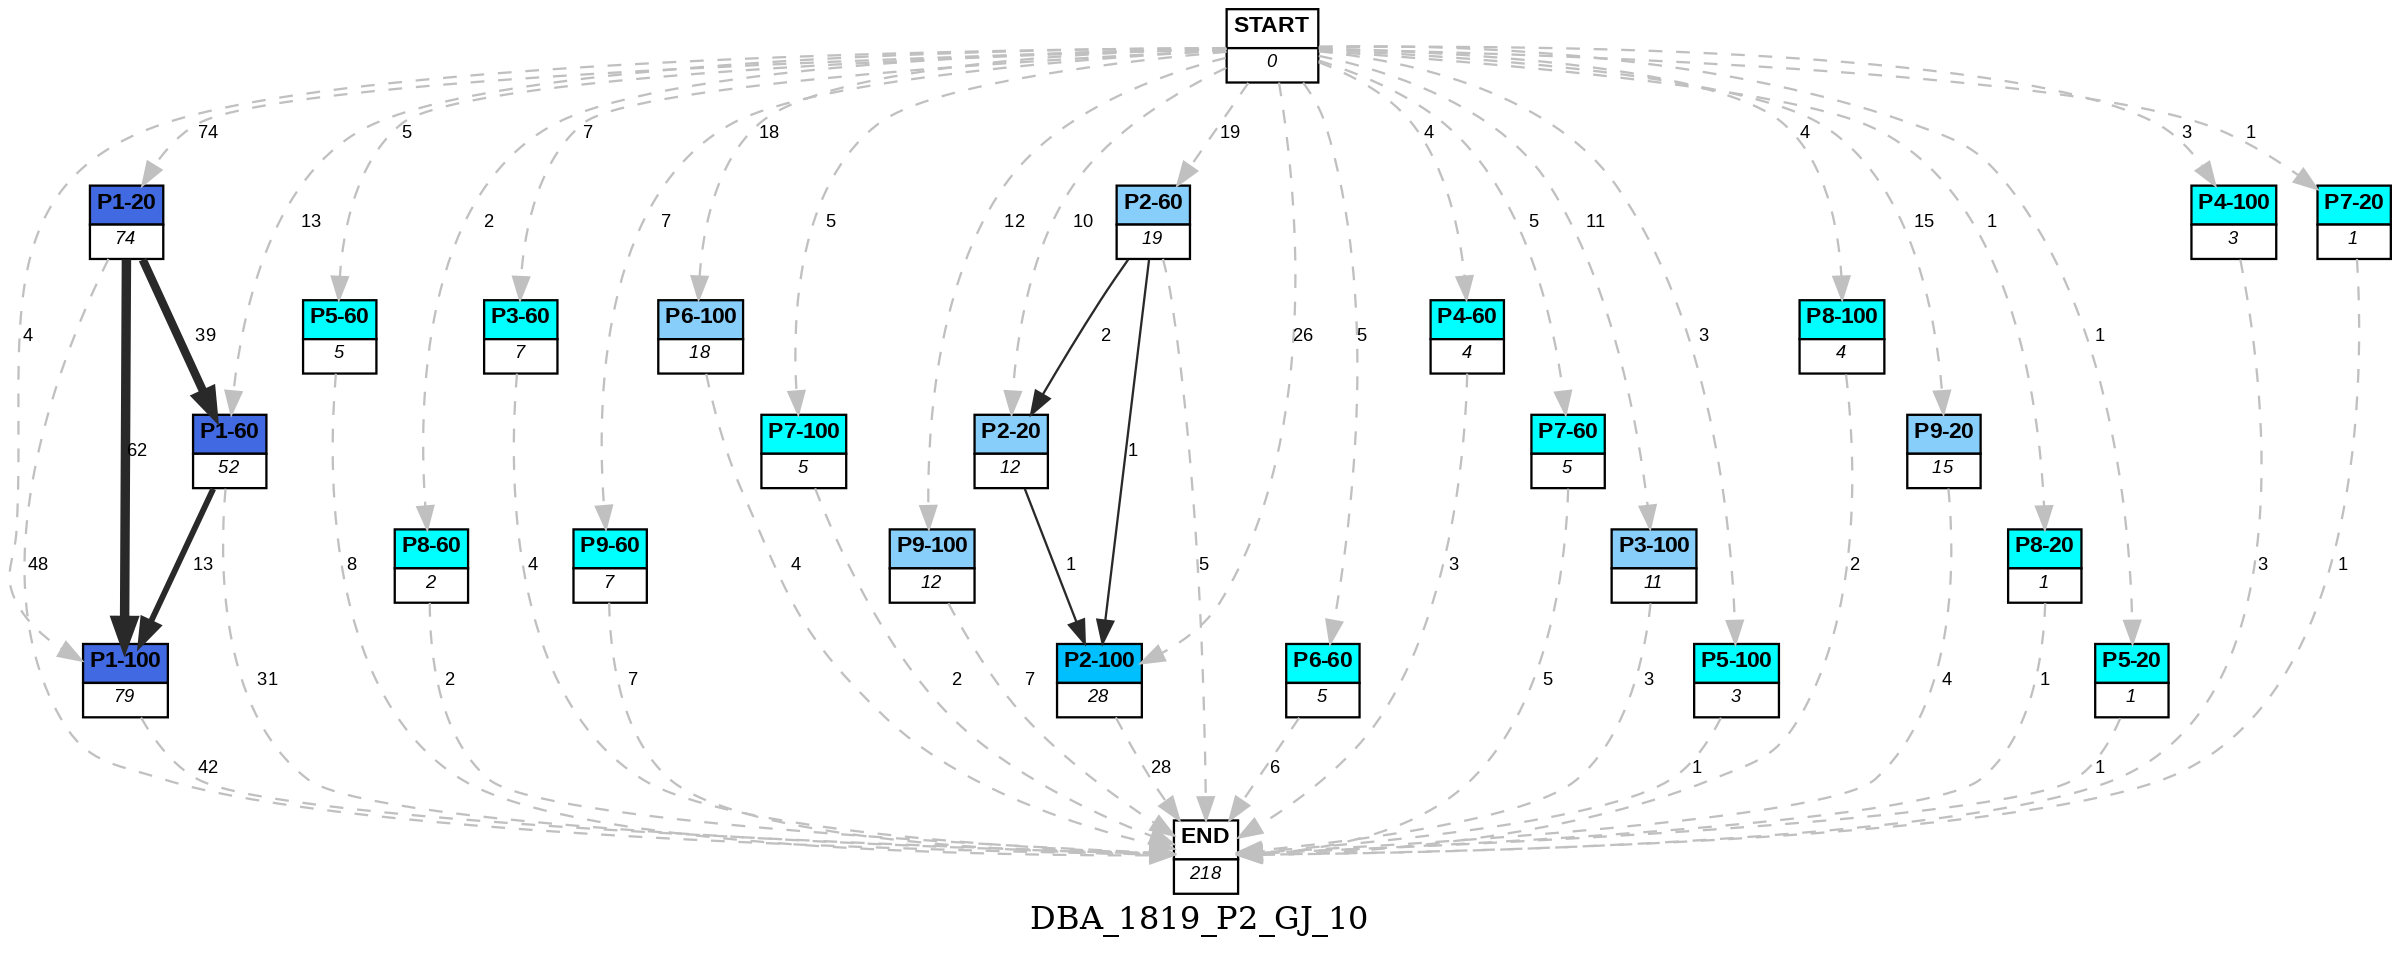 START
0
74
5
7
18
19
4
4
3
1
P1-20
74
13
2
7
5
12
10
P2-60
19
5
11
15
1
P4-100
3
P7-20
1
4
39
P5-60
5
P3-60
7
P6-100
18
2
26
5
P4-60
4
3
P8-100
4
1
62
P1-60
52
P7-100
5
P2-20
12
1
P7-60
5
P9-20
15
48
13
8
P8-60
2
4
P9-60
7
4
P9-100
12
1
5
3
P3-100
11
2
P8-20
1
3
1
P1-100
79
31
2
7
2
7
P2-100
28
P6-60
5
5
3
P5-100
3
4
1
P5-20
1
42
28
6
1
1
END
218
DBA_1819_P2_GJ_10